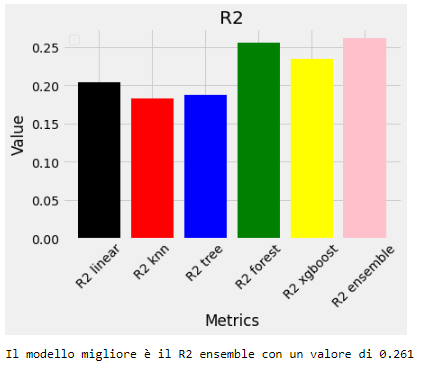 R2
0.25
0.20
0.15
0.10
0.05
0.00
Value
R2 linear
R2 knn
R2 tree
R2 forest
R2 xgboost
R2 ensemble
Metrics
Il modello migliore è il R2 ensemble con un valore di 0.261